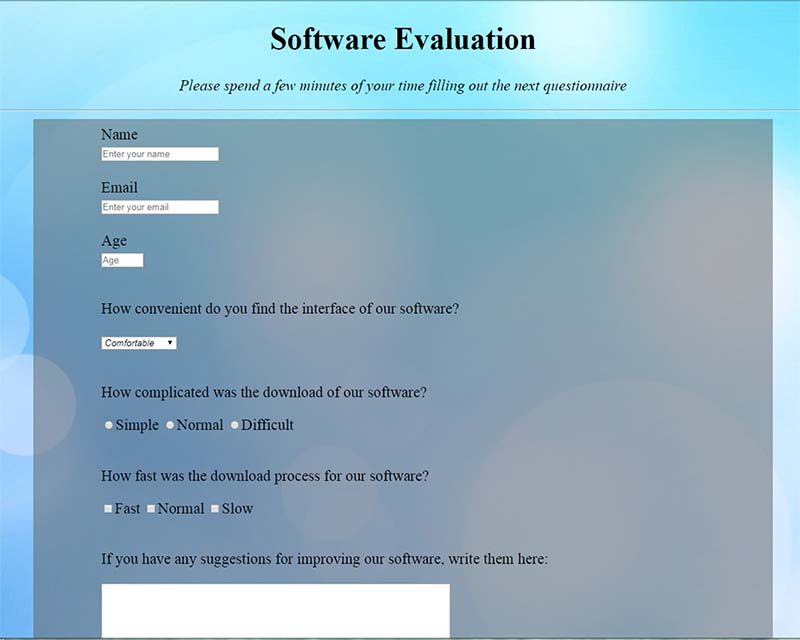 Software Evaluation
Please spend a few minutes of your time filling out the next questionnaire
Name
Enter your name
Email
Enter your email
Age
Age
How convenient do you find the interface of our software?
Comfortable
How complicated was the download of our software?
Simple Normal Difficult
How fast was the download process for our software?
Fast Normal Slow
If you have any suggestions for improving our software, write them here: